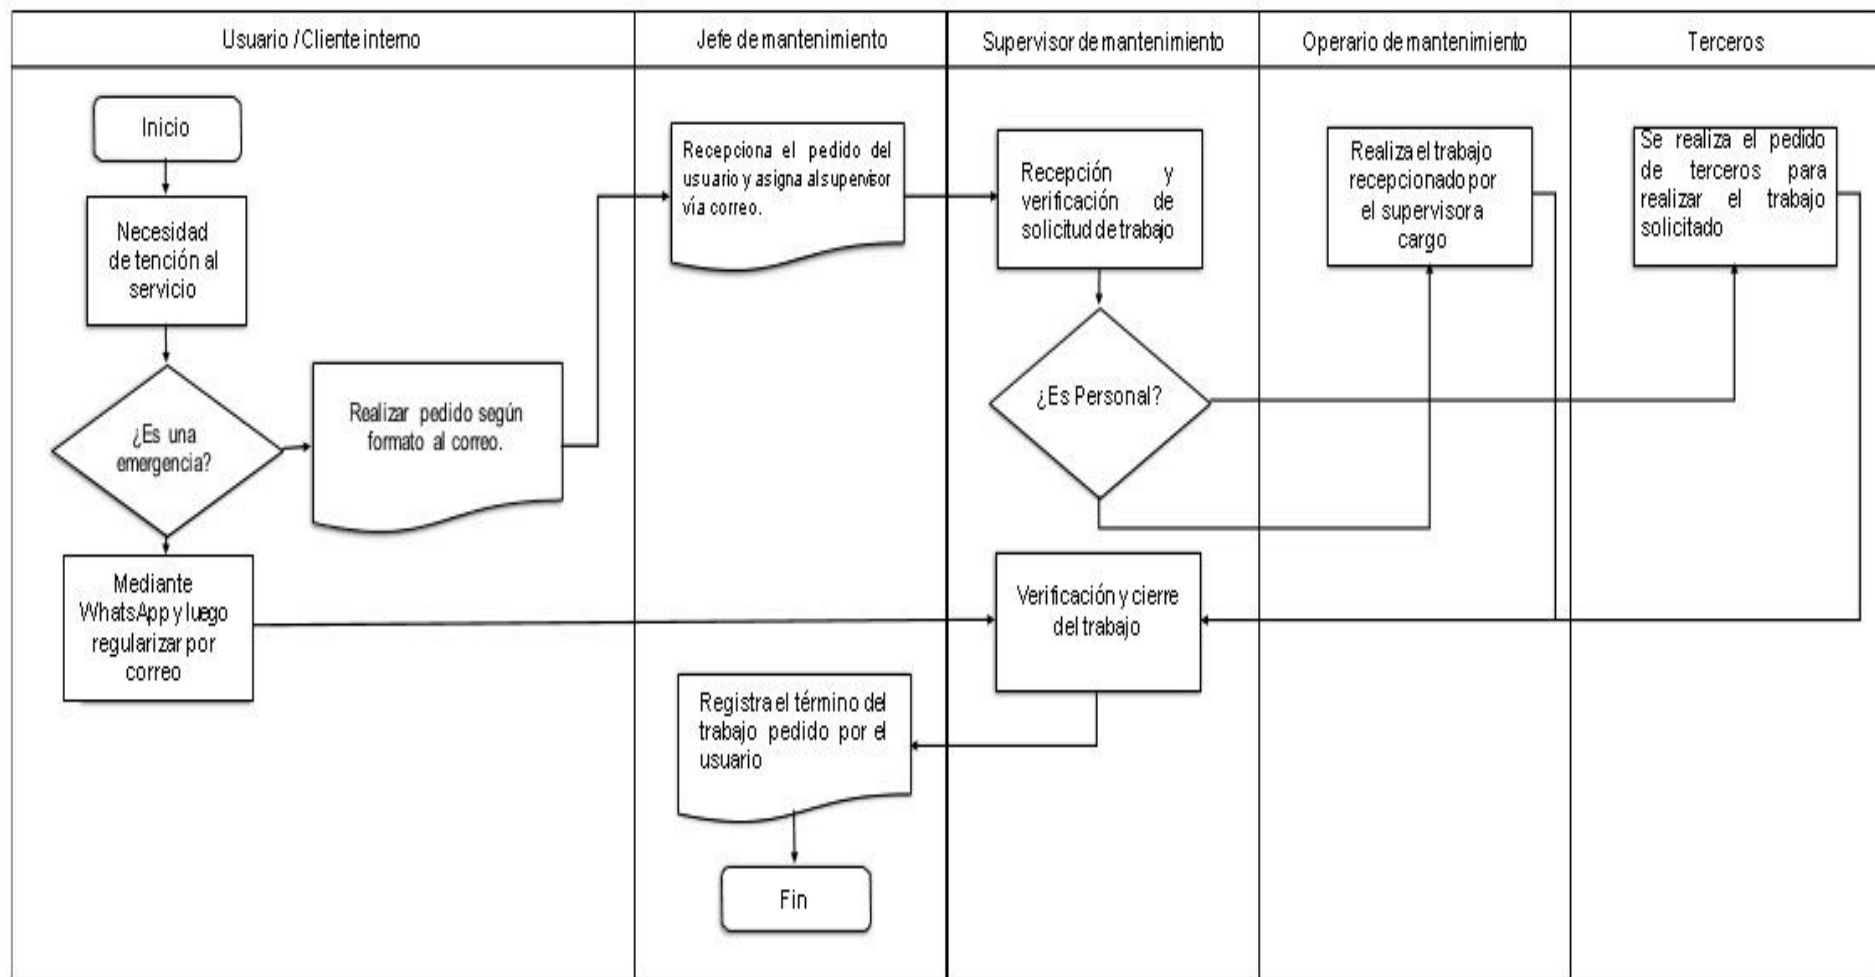 Usuario / Cliente interno
Jefe de mantenimiento
Supervisor de mantenimiento
Operario de mantenimiento
Terceros
Inicio
Necesidad
de tención al
servicio
¿Es una
emergencia?
Mediante
WhatsApp y luego
regularizar por
correo
Realizar pedido según
formato al correo.
Recepciona el pedido del
usuario y asigna al supervisor
vía correo.
Recepción y
verificación de
solicitud de trabajo
¿Es Personal?
Realiza el trabajo
recepcionado por
el supervisor a
cargo
Se realiza el pedido
de terceros para
realizar el trabajo
solicitado
Verificación y cierre
del trabajo
Registra el término del
trabajo pedido por el
usuario
Fin